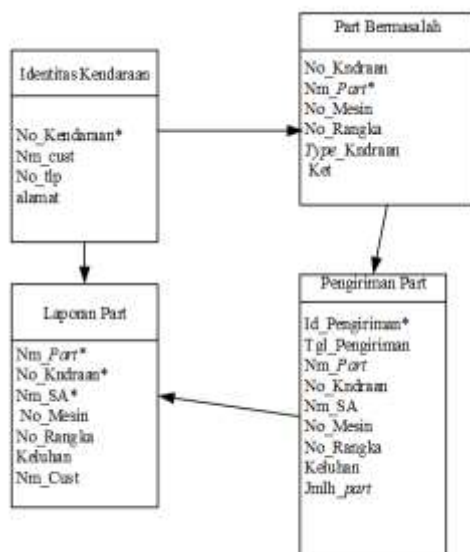 Identitas Kendaraan
No_Kendaraan*
Nm_cust
No_tlp
alamat
Part Bermasalah
No_Kndraan
Nm_Part*
No_Mesin
No_Rangka
Type_Kndraan
Ket
Laporan Part
Nm_Part*
No_Kndraan*
Nm_SA*
No_Mesin
No_Rangka
Keluhan
Nm_Cust
Pengiriman Part
Id_Pengiriman*
Tgl_Pengiriman
Nm_Part
No_Kndraan
Nm_SA
No_Mesin
No_Rangka
Keluhan
Jmlh_part